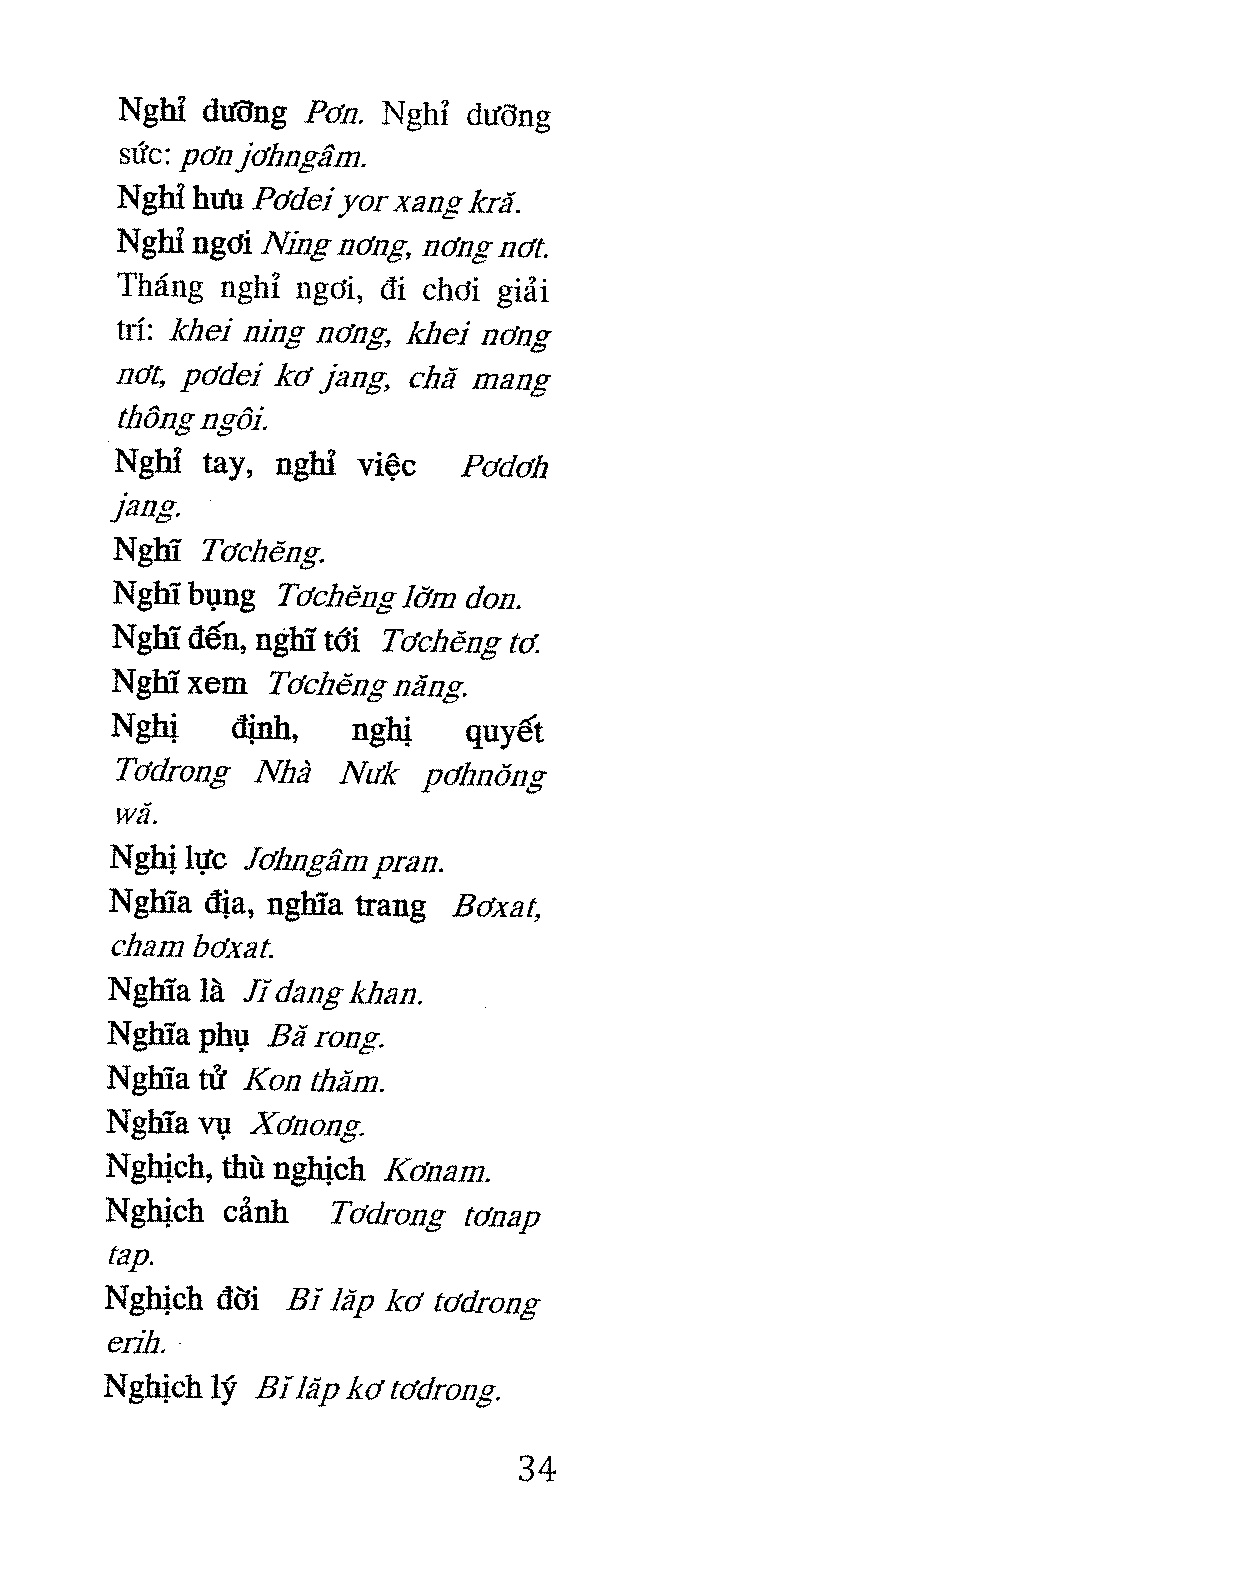 Nghỉ dưỡng Pơn. Nghỉ dưỡng
sức: pơn jơhngâm.
Nghỉ hưu Pơdei yor xang kră.
Nghỉ ngơi Ning nơng, nơng nơt.
Tháng nghỉ ngơi, đi chơi giải
trí: khei ning nơng, khei nơng
nơt, pơdei kơ jang, chă mang
thông ngôi.
Nghỉ tay, nghỉ việc Pơdơh
jang.
Nghĩ Tơchĕng.
Nghĩ bụng Tơchĕng lơ̆m don.
Nghĩ đến, nghĩ tới Tơchĕng tơ.
Nghĩ xem Tơchĕng năng.
Nghị định, nghị quyết
Tơdrong Nhà Nưk pơhnŏng
wă.
Nghị lực Jơhngâm pran.
Nghĩa địa, nghĩa trang Bơxat,
cham bơxat.
Nghĩa là Jĭ dang khan.
Nghĩa phụ Bă rong.
Nghĩa tử Kon thăm.
Nghĩa vụ Xơnong.
Nghịch, thù nghịch Kơnam.
Nghịch cảnh Tơdrong tơnap
tap.
Nghịch đời Bĭ lăp kơ tơdrong
erih.
Nghịch lý Bĭ lăp kơ tơdrong.
34